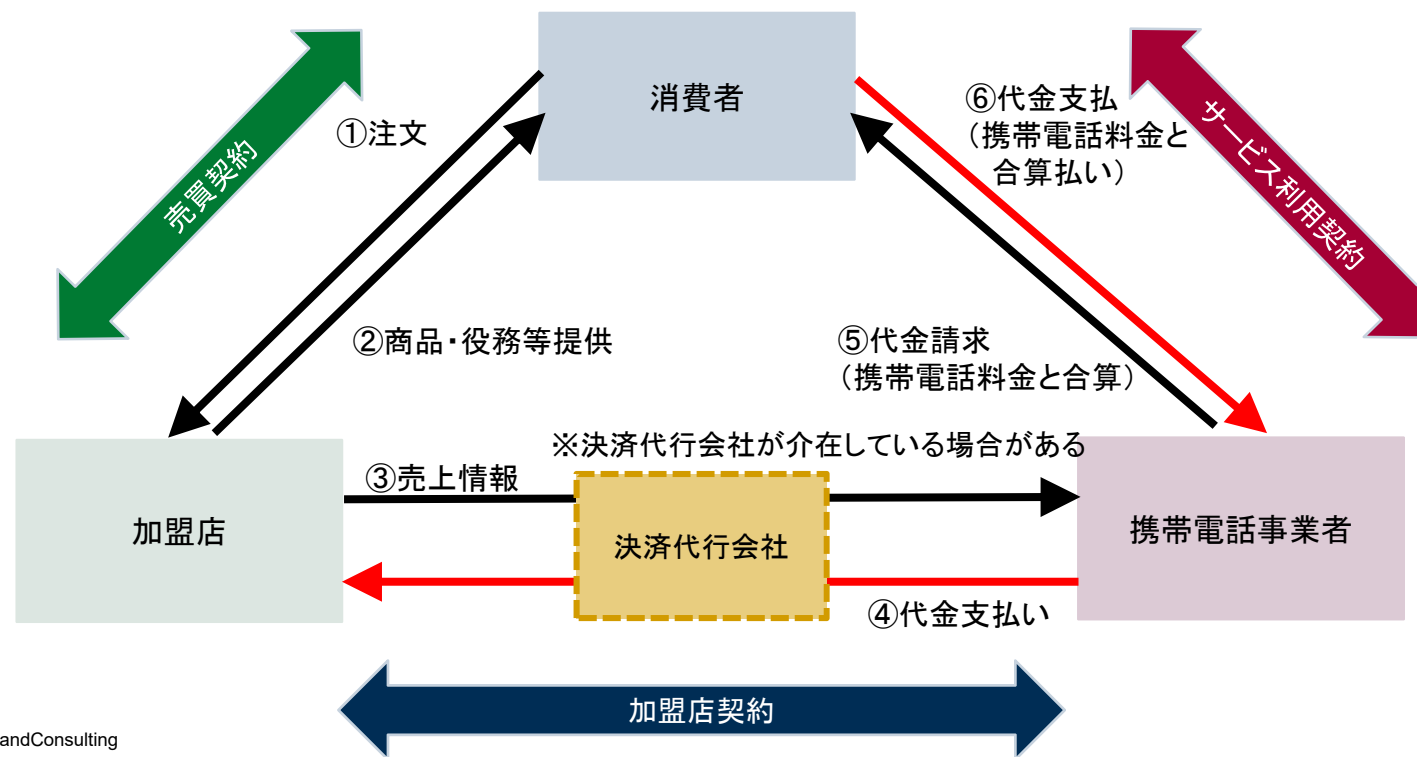 消費者
①注文
⑥代金支払
（携帯電話料金と
合算払い）
売買契約
サービス利用契約
②商品・役務等提供
⑤代金請求
（携帯電話料金と合算）
※決済代行会社が介在している場合がある
③売上情報
加盟店
決済代行会社
携帯電話事業者
④代金支払い
加盟店契約
andConsulting